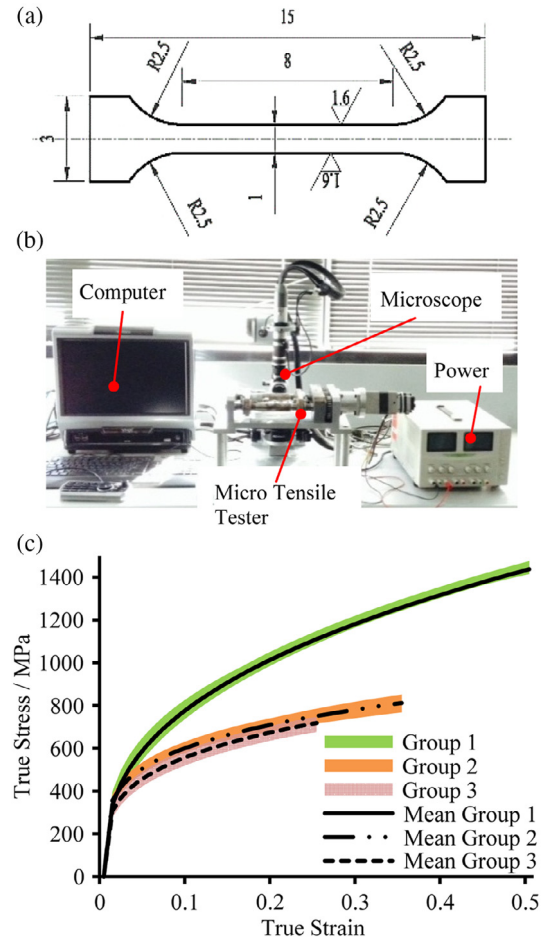 (a)
15
R2.5
8
R2.5
1.6
3
1.6
1
R2.5
R2.5
(b)
Computer
Microscope
Power
Micro Tensile
Tester
(c)
True Stress / MPa
1400
1200
1000
800
600
400
200
0
Group 1
Group 2
Group 3
Mean Group 1
Mean Group 2
Mean Group 3
0
0.1
0.2
0.3
0.4
0.5
True Strain